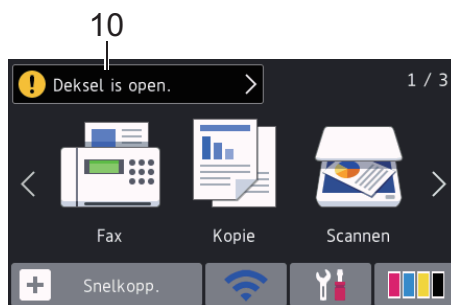 10
Deksel is open.
1 / 3
Fax Kopie Scannen
Snelkopp.